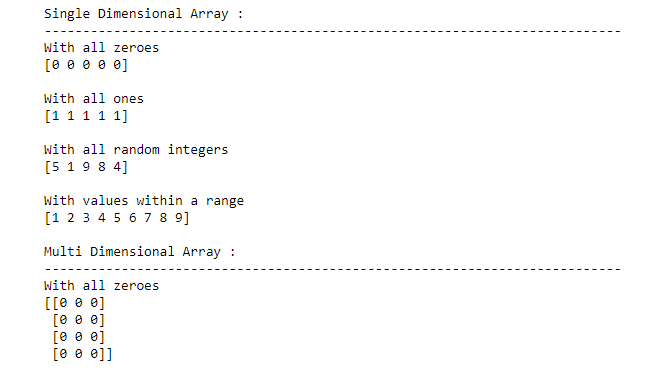 Single Dimensional Array :
---------------------------------------------------------------------------
With all zeroes
[0 0 0 0 0]
With all ones
[1 1 1 1 1]
With all random integers
[5 1 9 8 4]
With values within a range
[1 2 3 4 5 6 7 8 9]
Multi Dimensional Array :
---------------------------------------------------------------------------
With all zeroes
[[0 0 0]
 [0 0 0]
 [0 0 0]
 [0 0 0]]